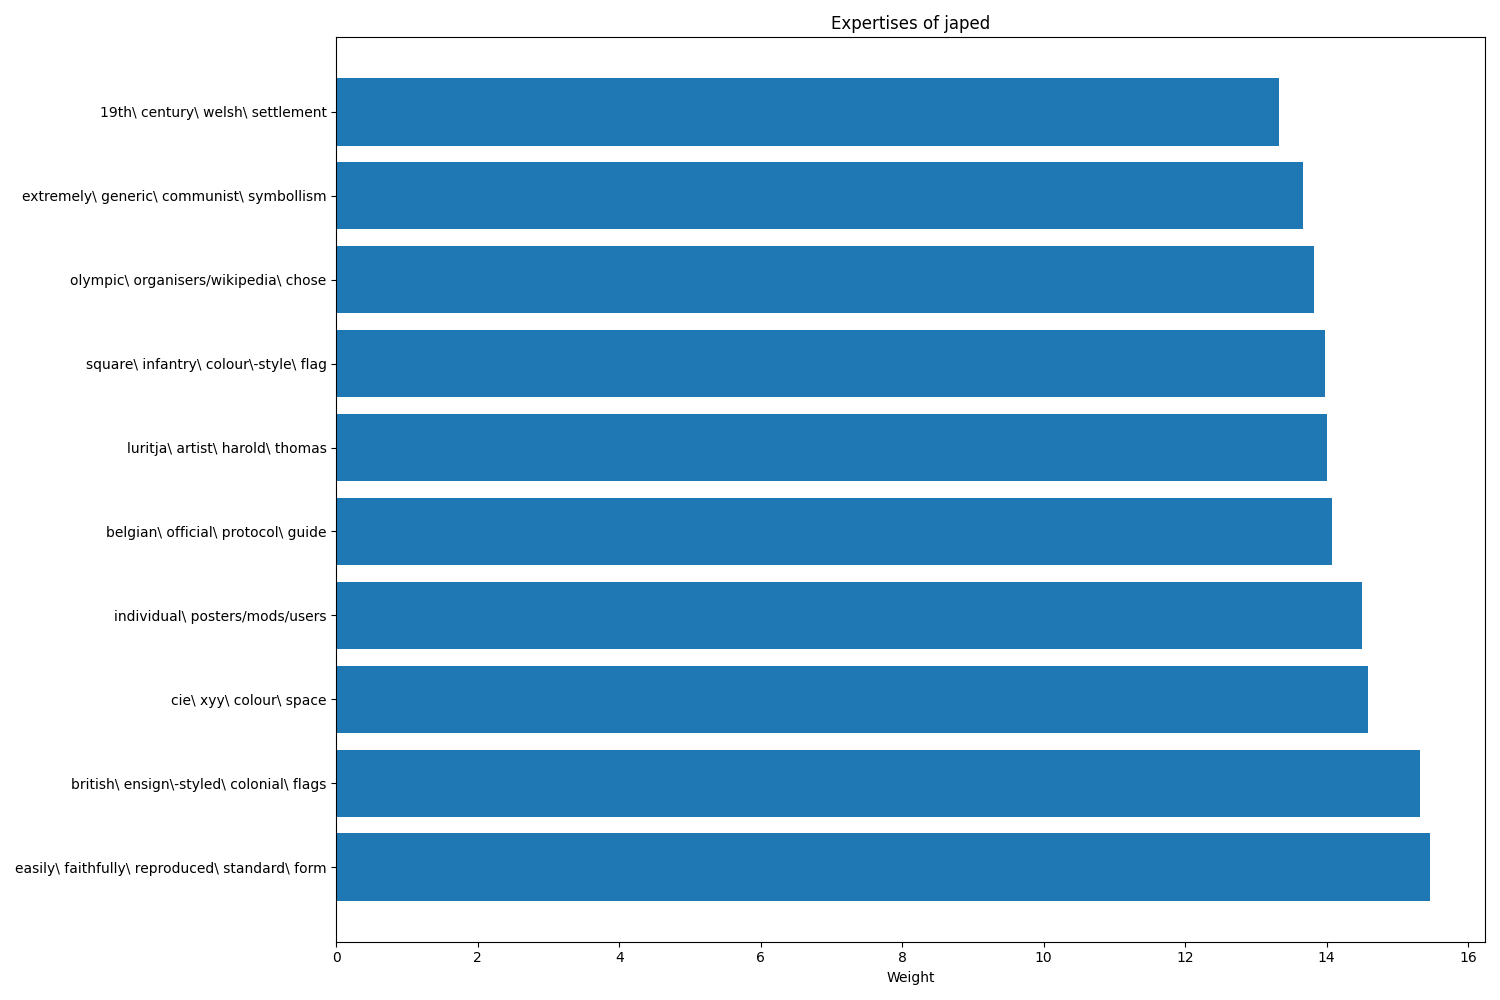 Expertises of japed
19th\ century\ welsh\ settlement
extremely\ generic\ communist\ symbollism
olympic\ organisers/wikipedia\ chose
square\ infantry\ colour\-style\ flag
luritja\ artist\ harold\ thomas
belgian\ official\ protocol\ guide
individual\ posters/mods/users
cie\ xyy\ colour\ space
british\ ensign\-styled\ colonial\ flags
easily\ faithfully\ reproduced\ standard\ form
0 2 4 6 8 10 12 14 16
Weight